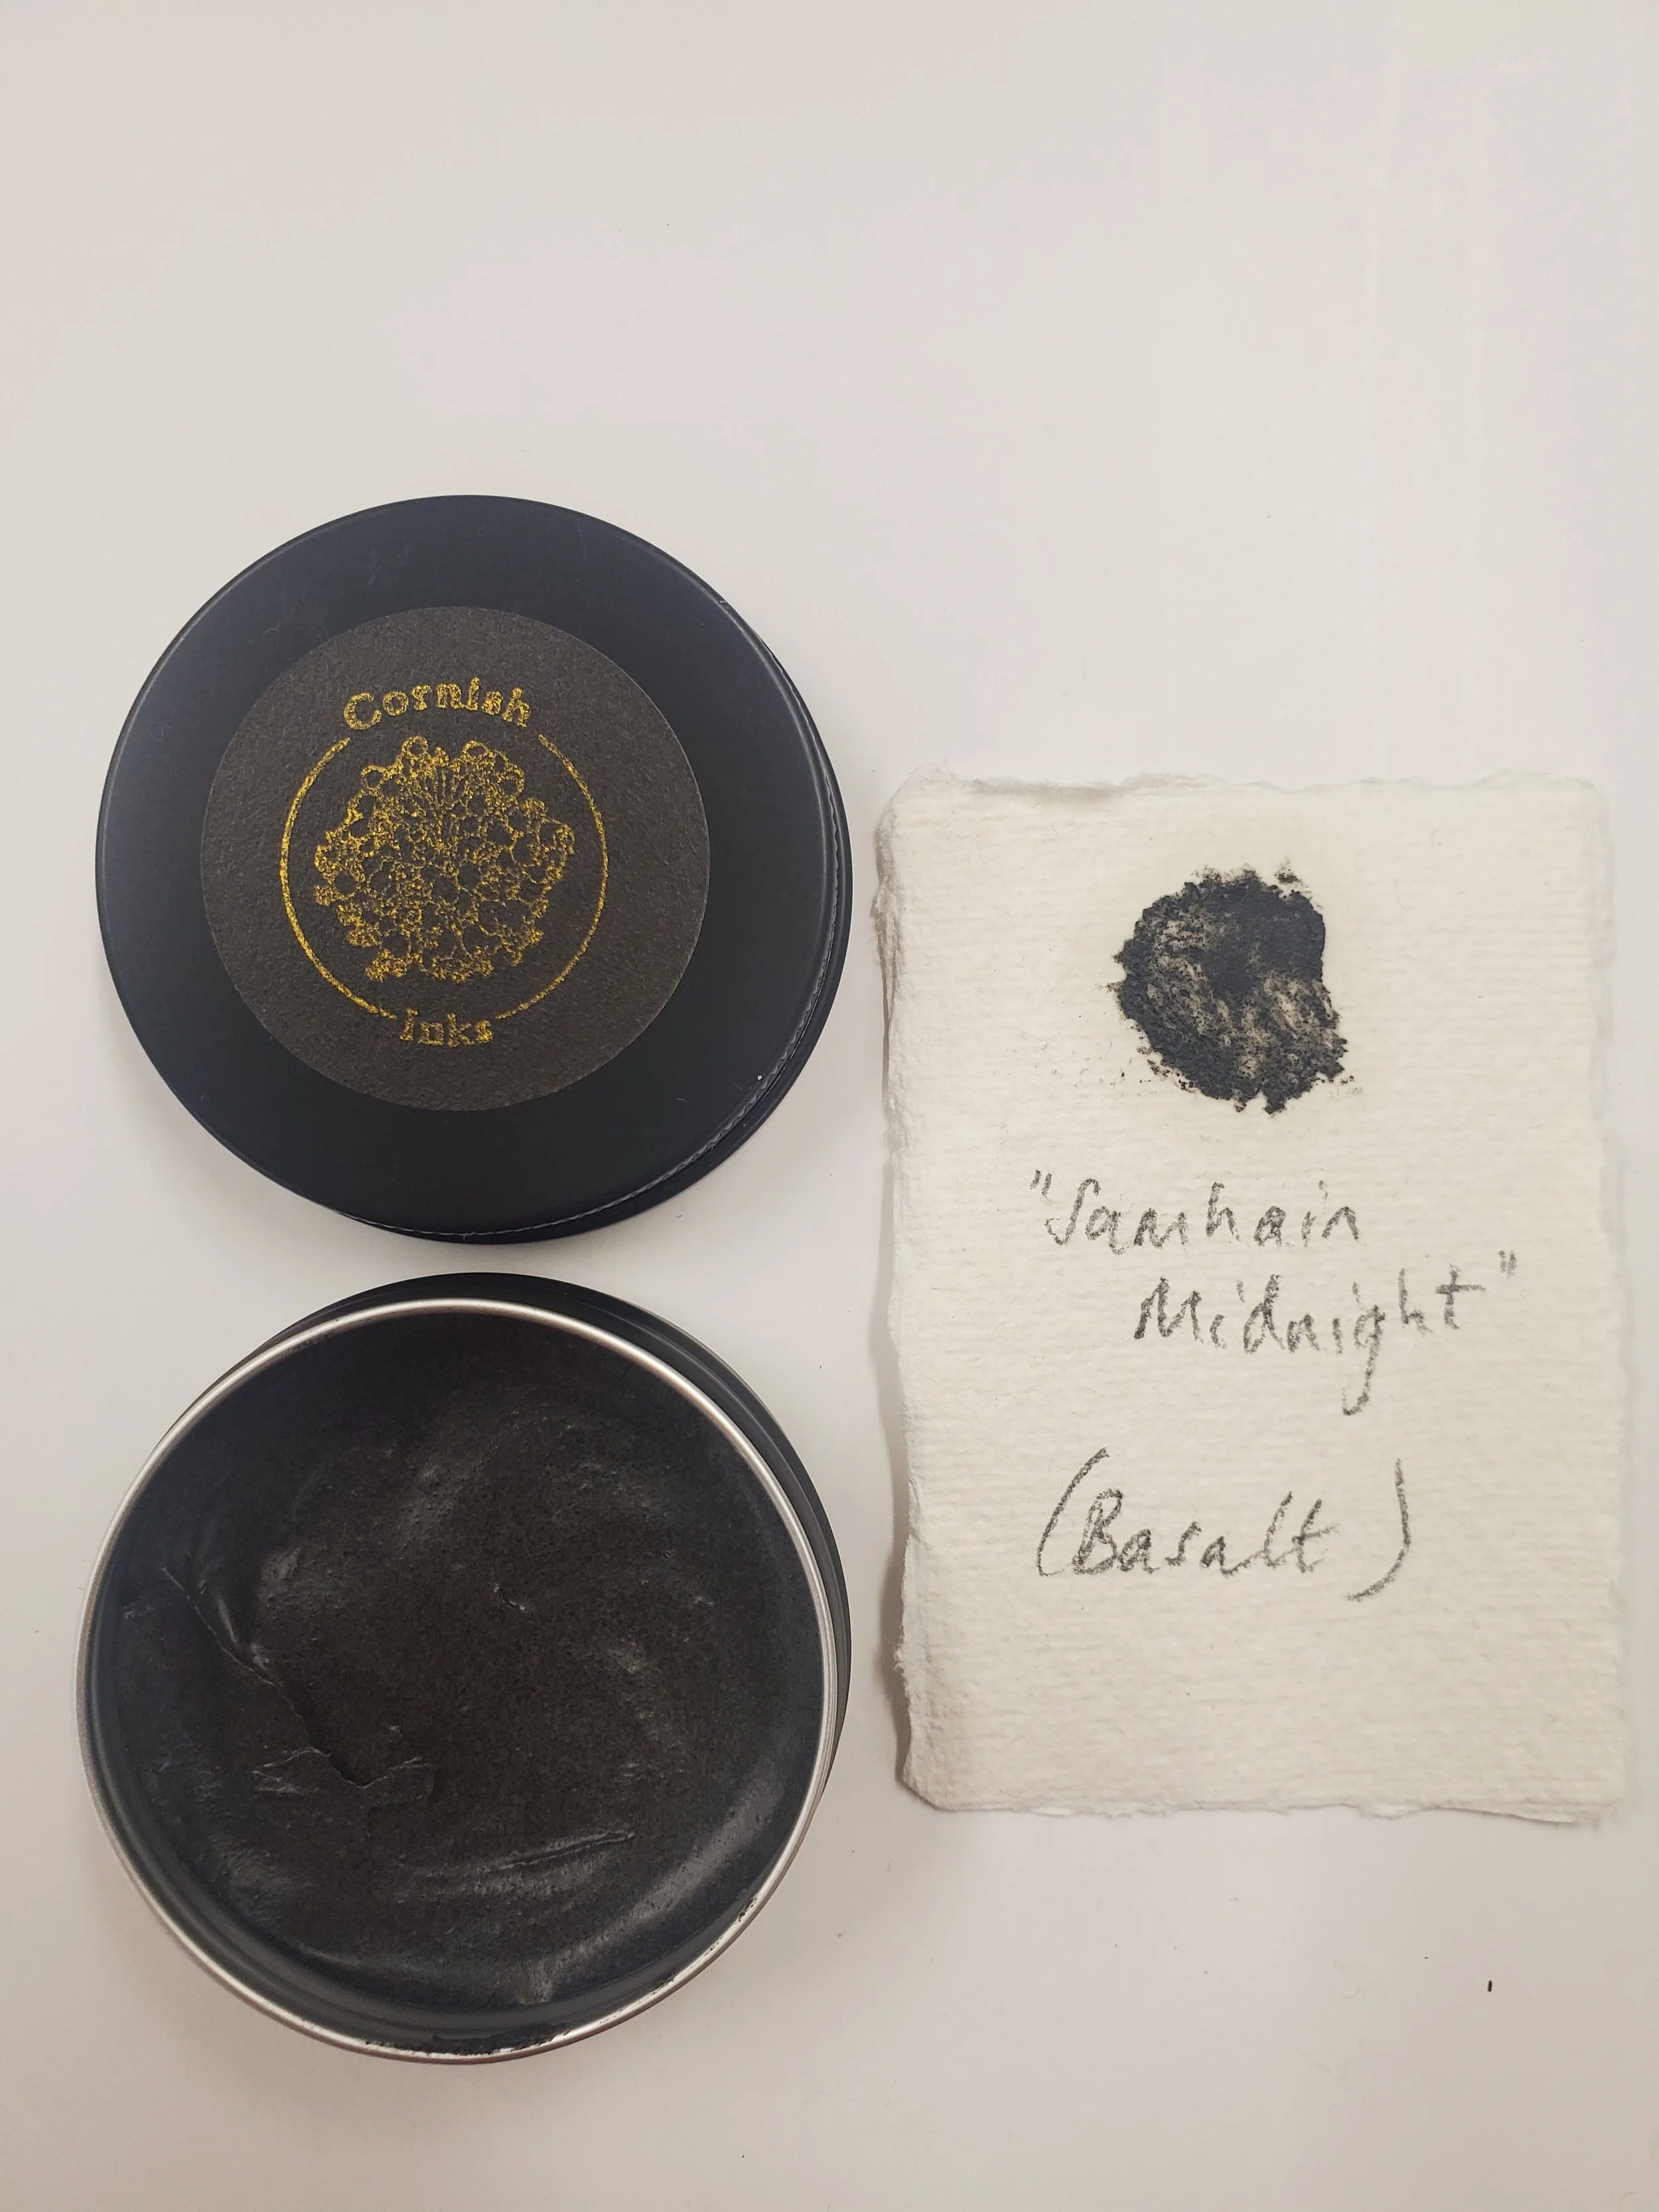 Cornish
Inks
"Samhain
Midnight"
(Basalt)